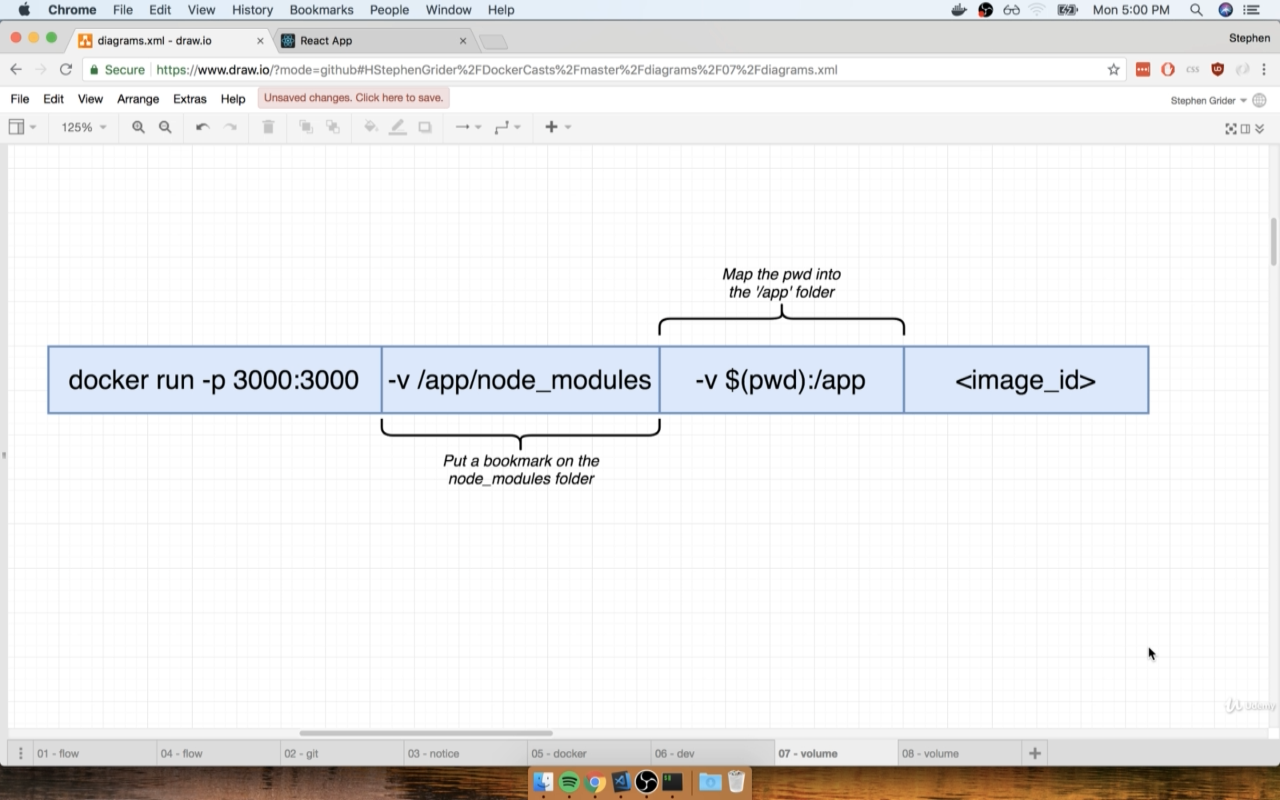 Chrome File Edit View History Bookmarks People Window Help Mon 5:00 PM
diagrams.xml - draw.io × React App × Stephen
Secure https://www.draw.io/?mode=github#HStephenGrider%2FDockerCasts%2Fmaster%2Fdiagrams%2F07%2Fdiagrams.xml css
File Edit View Arrange Extras Help Unsaved changes. Click here to save. Stephen Grider
125%
Map the pwd into
the '/app' folder
docker run -p 3000:3000 -v /app/node_modules -v $(pwd):/app <image_id>
Put a bookmark on the
node_modules folder
Udemy
01 - flow 04 - flow 02 - git 03 - notice 05 - docker 06 - dev 07 - volume 08 - volume